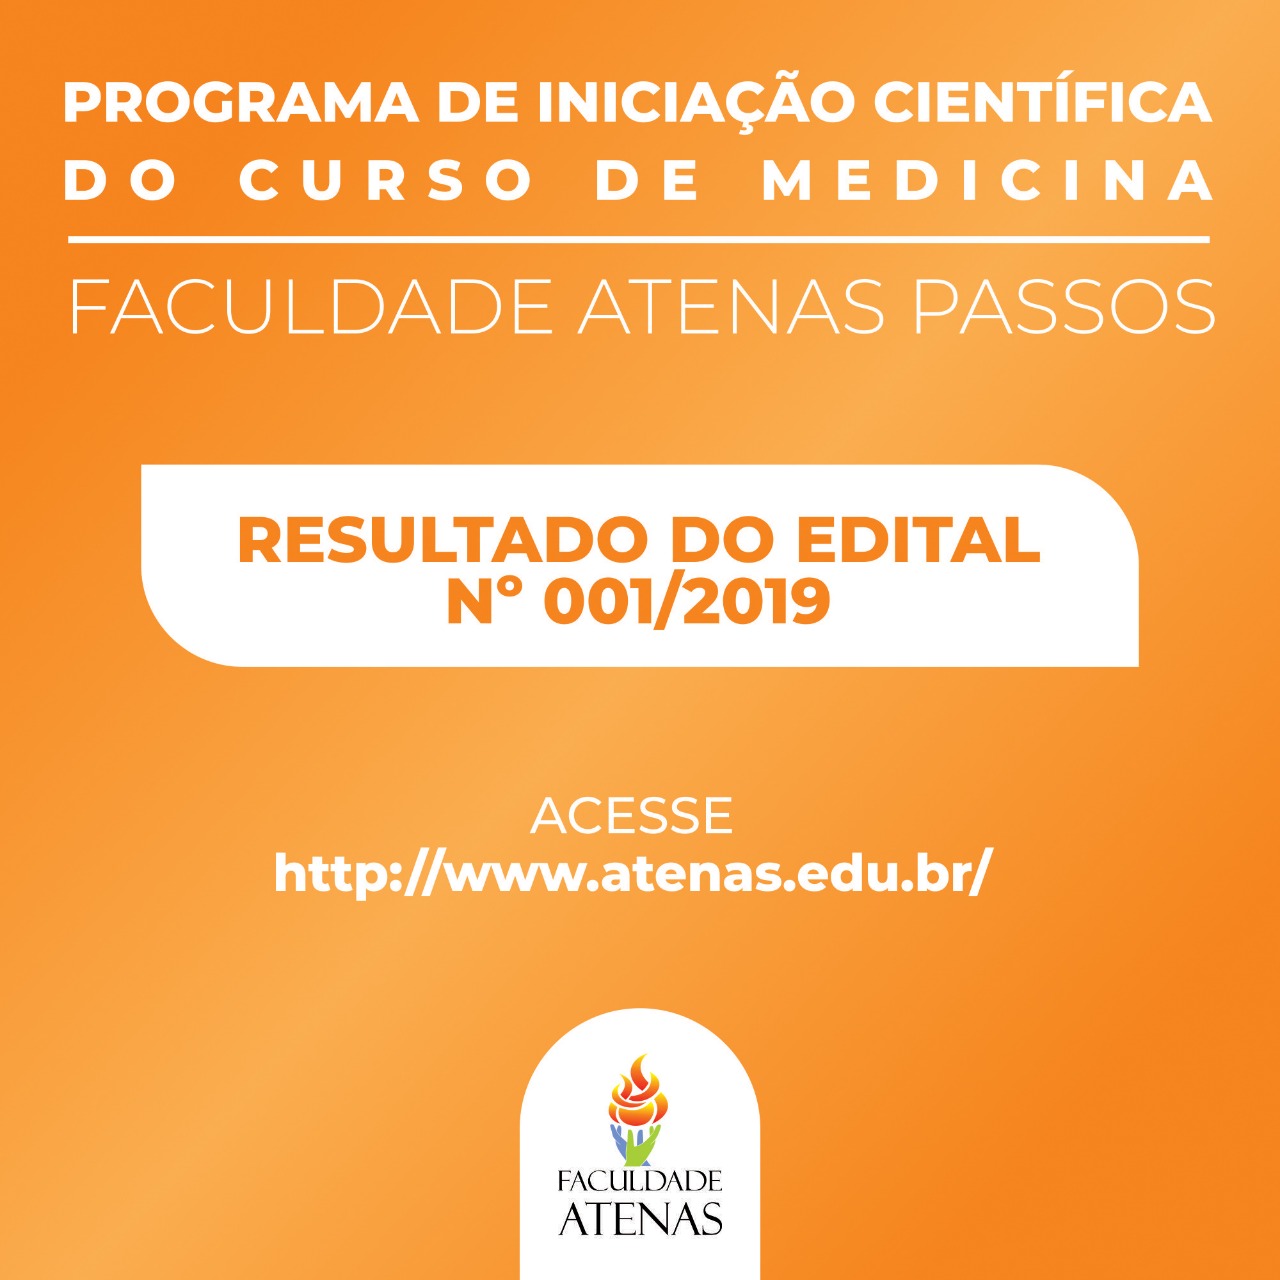 PROGRAMA DE INICIAÇÃO CIENTÍFICA
DO CURSO DE MEDICINA
FACULDADE ATENAS PASSOS
RESULTADO DO EDITAL
Nº 001/2019
ACESSE
http://www.atenas.edu.br/
FACULDADE
ATENAS